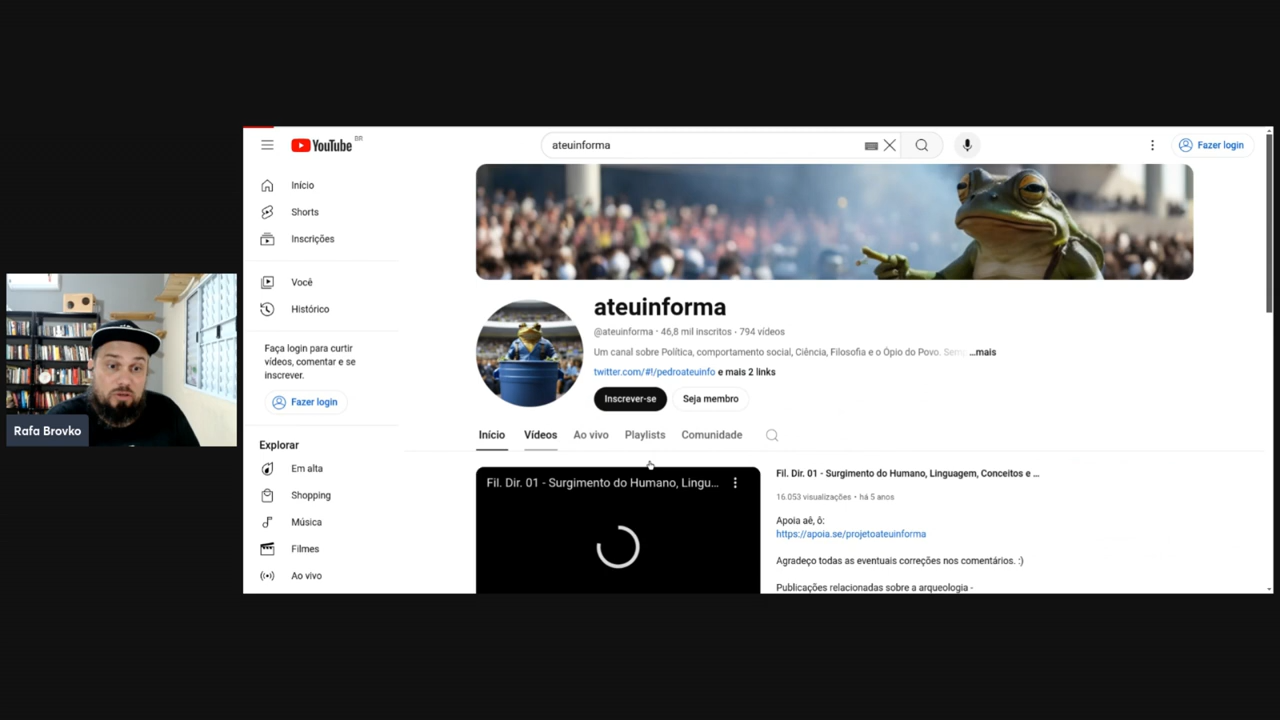 YouTube BR
ateuinforma
Fazer login
Início
Shorts
Inscrições
Você
Histórico
Faça login para curtir
vídeos, comentar e se
inscrever.
Fazer login
Explorar
Em alta
Shopping
Música
Filmes
Ao vivo
ateuinforma
@ateuinforma · 46,8 mil inscritos · 794 vídeos
Um canal sobre Política, comportamento social, Ciência, Filosofia e o Ópio do Povo. ...mais
twitter.com/#!/pedroateuinfo e mais 2 links
Inscrever-se
Seja membro
Início
Vídeos
Ao vivo
Playlists
Comunidade
Fil. Dir. 01 - Surgimento do Humano, Lingu...
Fil. Dir. 01 - Surgimento do Humano, Linguagem, Conceitos e ...
16.053 visualizações • há 5 anos
Apoia aê, ô:
https://apoia.se/projetoateuinforma
Agradeço todas as eventuais correções nos comentários. :)
Publicações relacionadas sobre a arqueologia -
Rafa Brovko